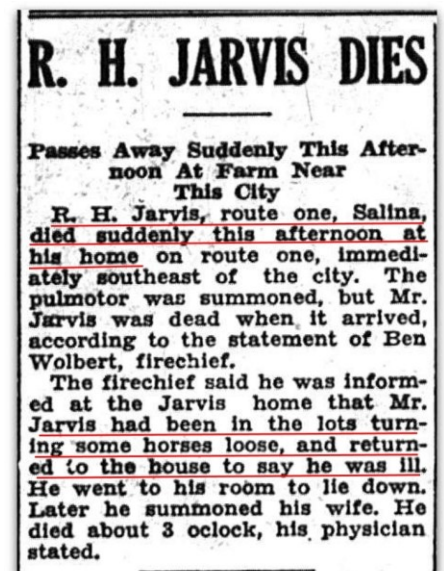 R. H. JARVIS DIES
Passes Away Suddenly This After-
noon At Farm Near
This City
R. H. Jarvis, route one, Salina,
died suddenly this afternoon at
his home on route one, immedi-
ately southeast of the city. The
pulmotor was summoned, but Mr.
Jarvis was dead when it arrived,
according to the statement of Ben
Wolbert, firechief.
The firechief said he was inform-
ed at the Jarvis home that Mr.
Jarvis had been in the lots turn-
ing some horses loose, and return-
ed to the house to say he was ill.
He went to his room to lie down.
Later he summoned his wife. He
died about 3 oclock, his physician
stated.